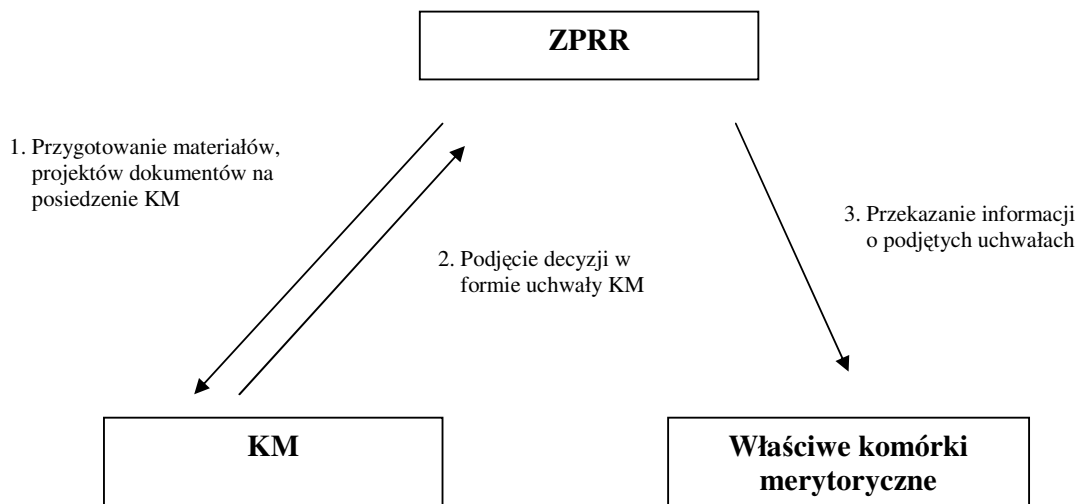 ZPRR
1. Przygotowanie materiałów,
projektów dokumentów na
posiedzenie KM
2. Podjęcie decyzji w
formie uchwały KM
3. Przekazanie informacji
o podjętych uchwałach
KM
Właściwe komórki
merytoryczne